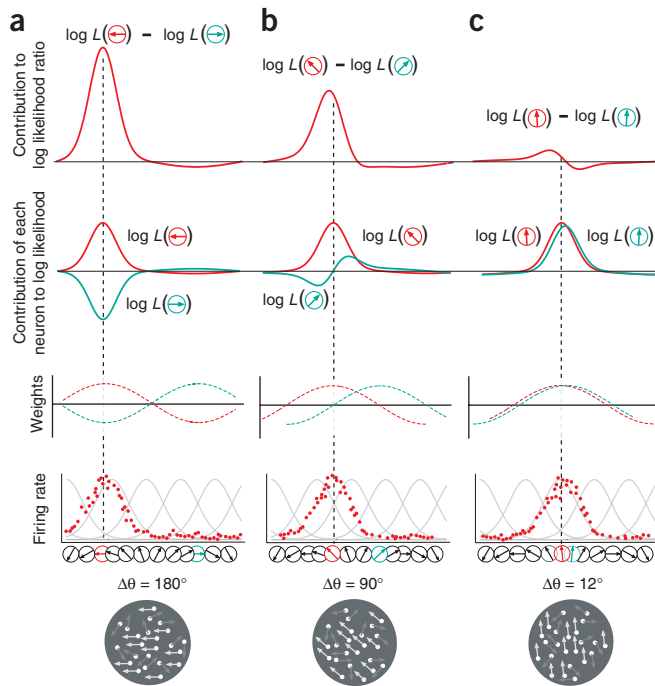 a
b
c
log L( ) – log L( )
log L( ) – log L( )
log L( ) – log L( )
Contribution to
log likelihood ratio
log L( )
log L( )
log L( )
log L( )
log L( )
log L( )
Contribution of each
neuron to log likelihood
Weights
Firing rate
Δθ = 180°
Δθ = 90°
Δθ = 12°